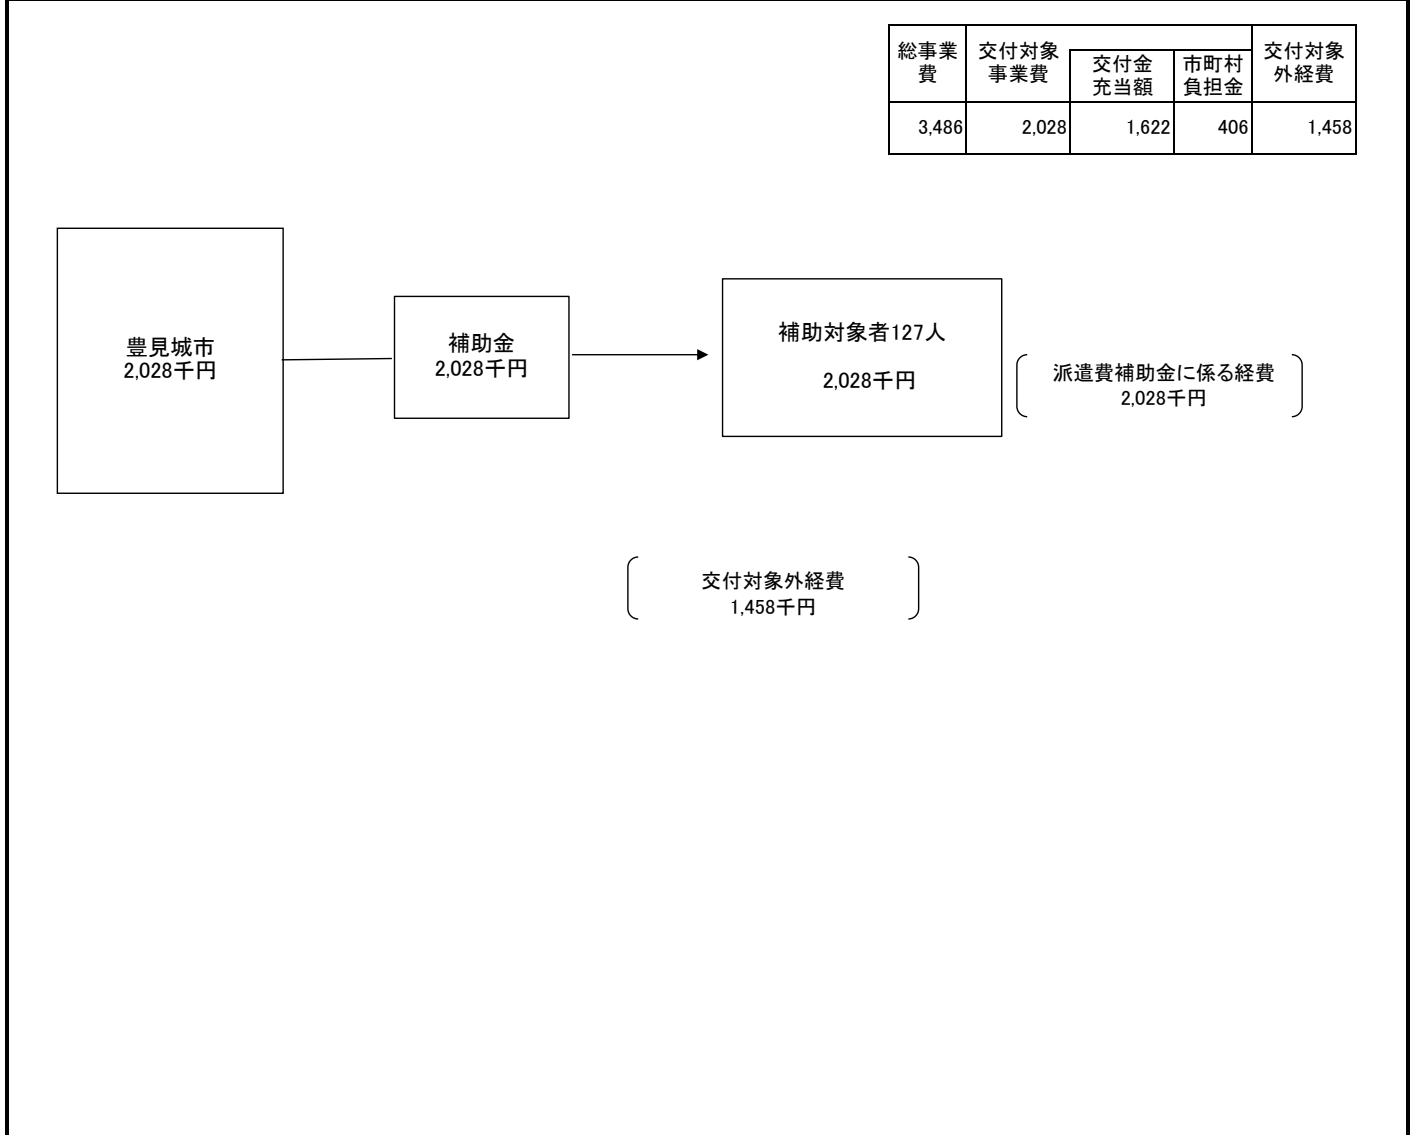 総事業
費
交付対象
事業費
交付金
充当額
市町村
負担金
交付対象
外経費
3,486
2,028
1,622
406
1,458
豊見城市
2,028千円
補助金
2,028千円
補助対象者127人
2,028千円
派遣費補助金に係る経費
2,028千円
交付対象外経費
1,458千円